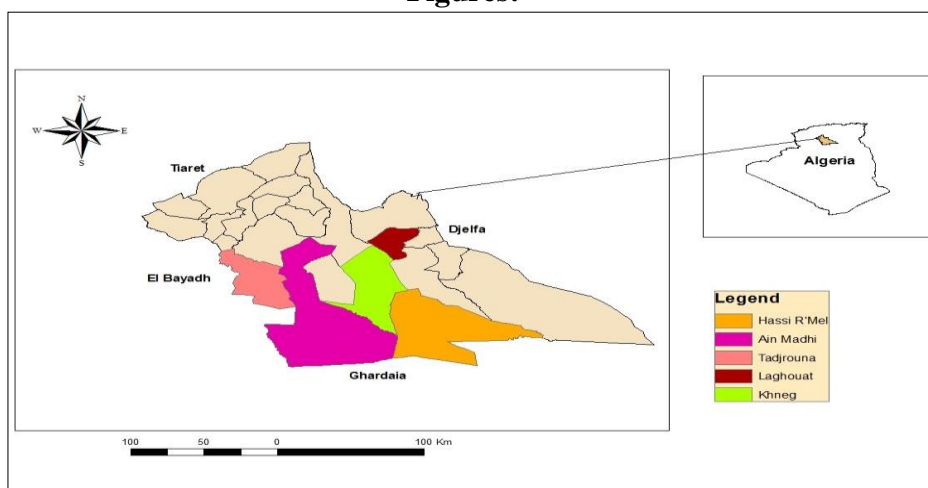 Figures.
N
W
E
S
Tiaret
Djelfa
El Bayadh
Ghardaia
Algeria
Legend
Hassi R'Mel
Ain Madhi
Tadjrouna
Laghouat
Khneg
100 50 0 100 Km